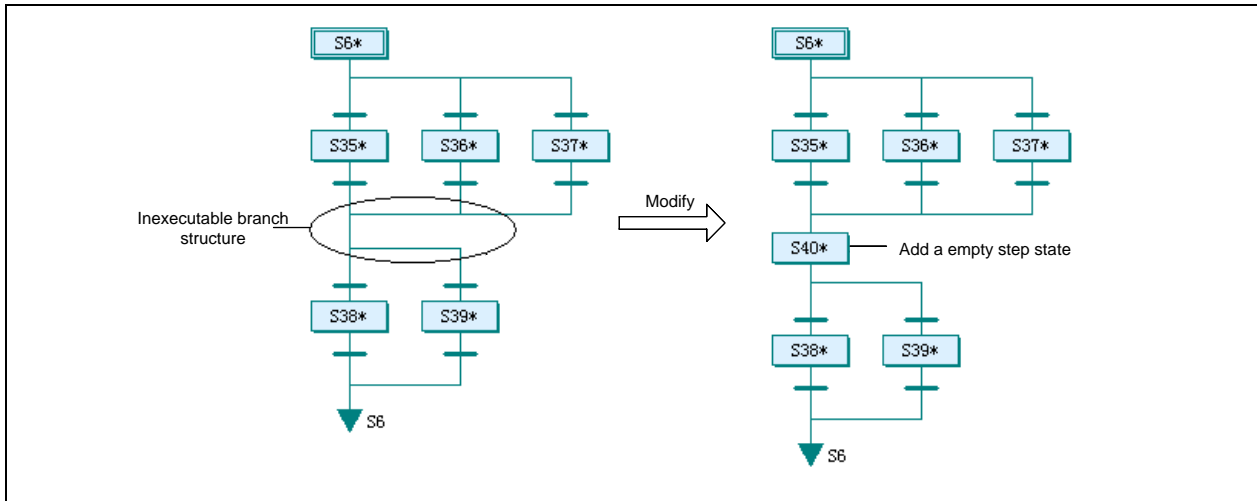 S6*
S35*
S36*
S37*
Inexecutable branch
structure
S38*
S39*
S6
Modify
S6*
S35*
S36*
S37*
S40*
Add a empty step state
S38*
S39*
S6